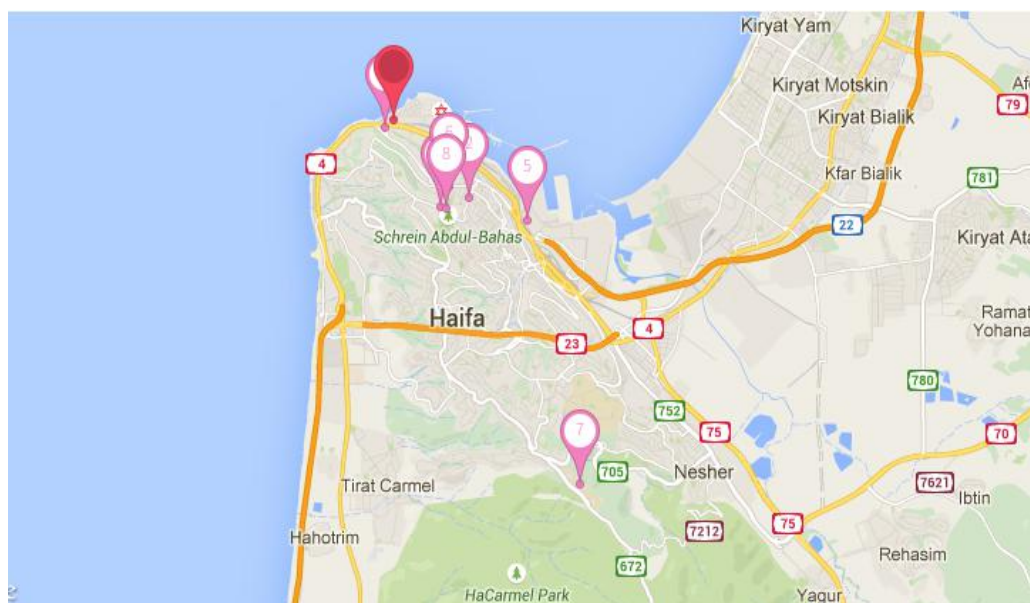 Kiryat Yam
Kiryat Motskin
79
Kiryat Bialik
4
6
2
5
8
Kfar Bialik
781
22
Schrein Abdul-Bahas
Kiryat Ata
Haifa
4
23
Ramat
Yohanan
780
752
7
75
70
705
Nesher
Tirat Carmel
7621
Ibtin
75
Hahotrim
7212
672
Rehasim
HaCarmel Park
Yagur